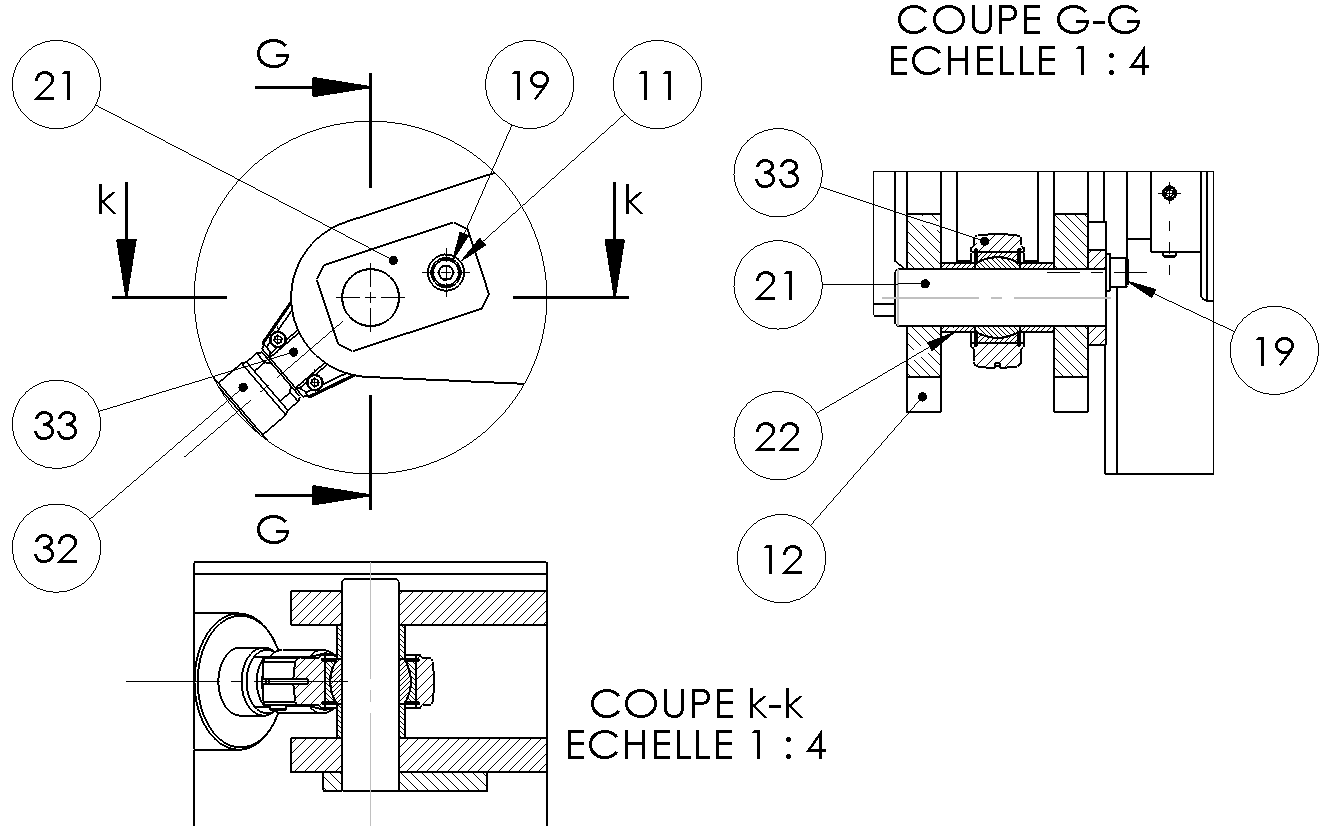 COUPE G-G
ECHELLE 1 : 4
G
21
19
11
33
k
k
21
19
33
22
32
G
12
COUPE k-k
ECHELLE 1 : 4